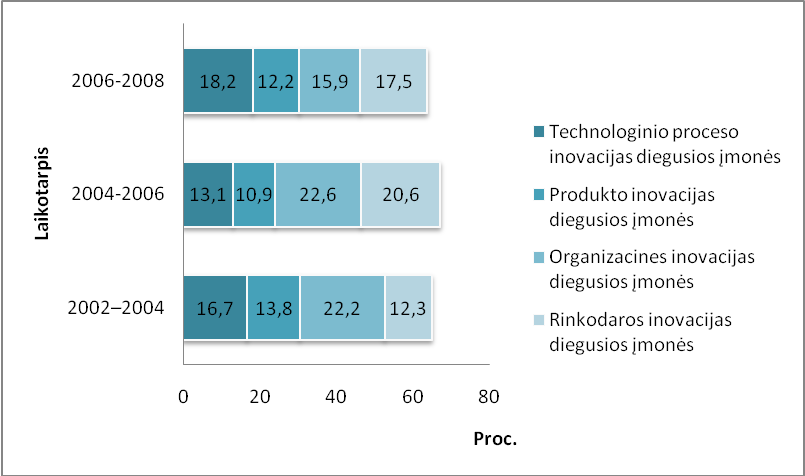 2006-2008
18,2 12,2 15,9 17,5
2004-2006
13,1 10,9 22,6 20,6
2002–2004
16,7 13,8 22,2 12,3
Laikotarpis
0 20 40 60 80
Proc.
Technologinio proceso
inovacijas diegusios įmonės
Produkto inovacijas
diegusios įmonės
Organizacines inovacijas
diegusios įmonės
Rinkodaros inovacijas
diegusios įmonės